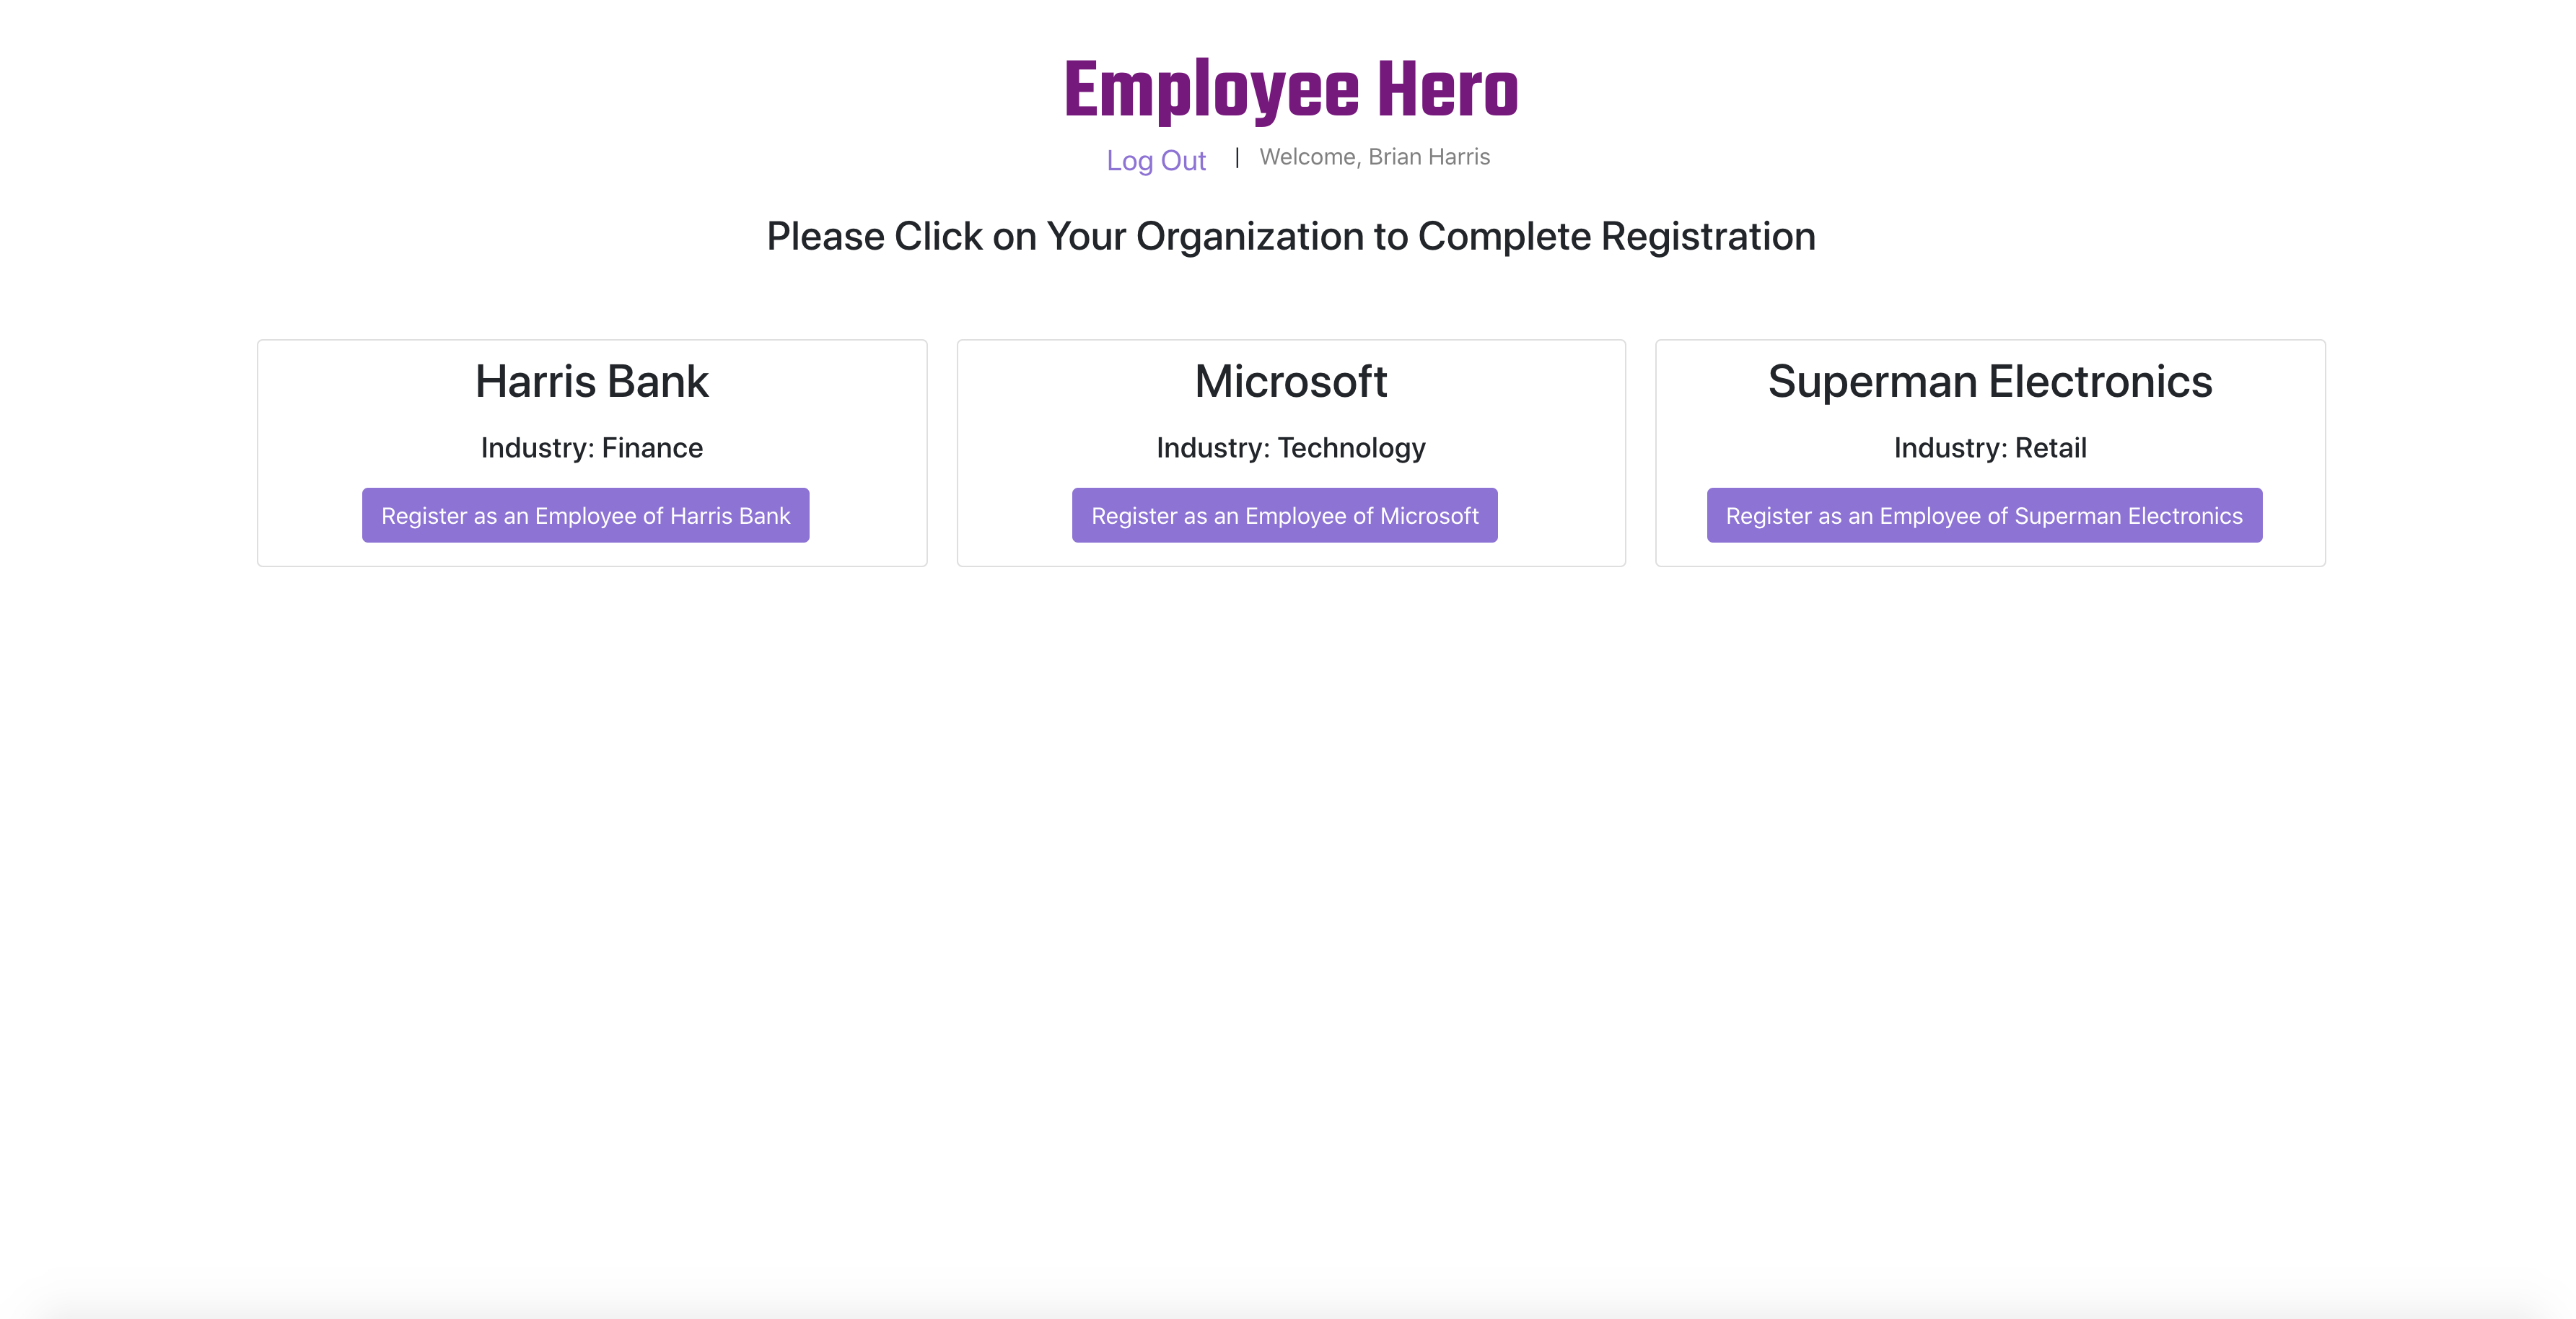 Employee Hero
Log Out | Welcome, Brian Harris
Please Click on Your Organization to Complete Registration
Harris Bank
Industry: Finance
Register as an Employee of Harris Bank
Microsoft
Industry: Technology
Register as an Employee of Microsoft
Superman Electronics
Industry: Retail
Register as an Employee of Superman Electronics